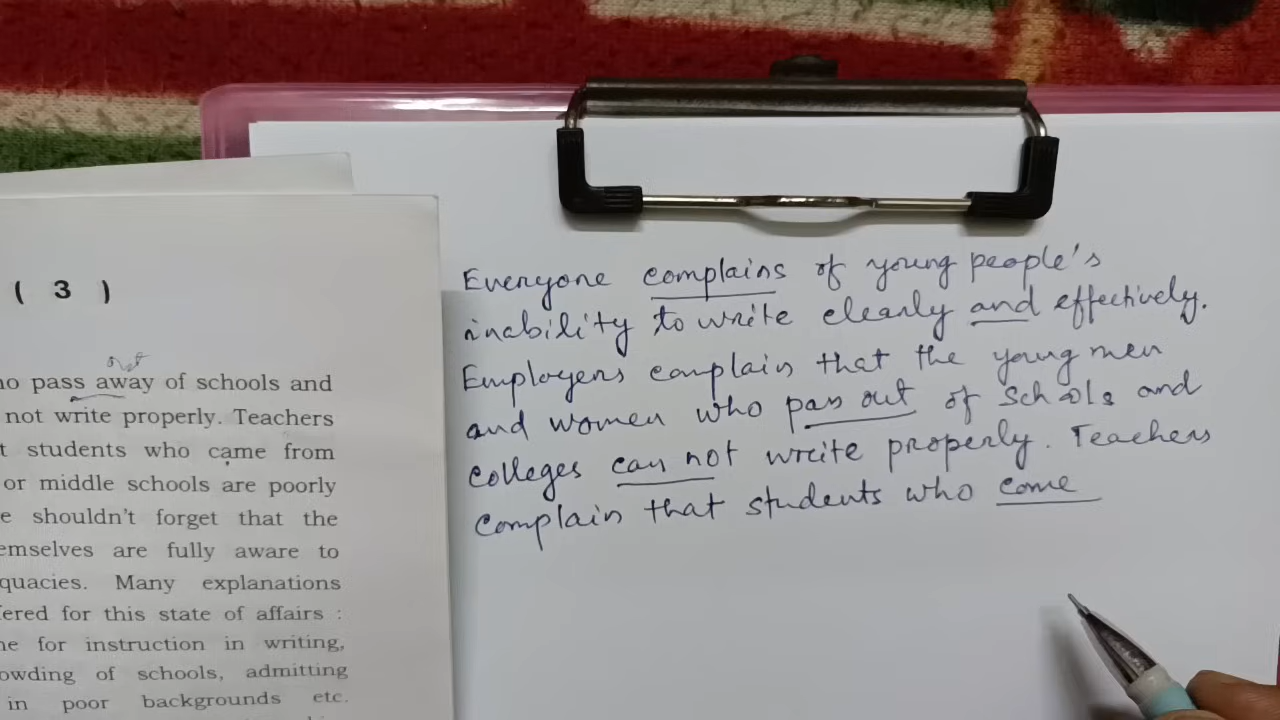 ( 3 )
out
no pass away of schools and
not write properly. Teachers
t students who came from
or middle schools are poorly
e shouldn't forget that the
emselves are fully aware to
quacies. Many explanations
ered for this state of affairs :
ne for instruction in writing,
owding of schools, admitting
in poor backgrounds etc.
Everyone complains of young people's
inability to write clearly and effectively.
Employers complain that the young men
and women who pass out of schools and
colleges can not write properly. Teachers
complain that students who come